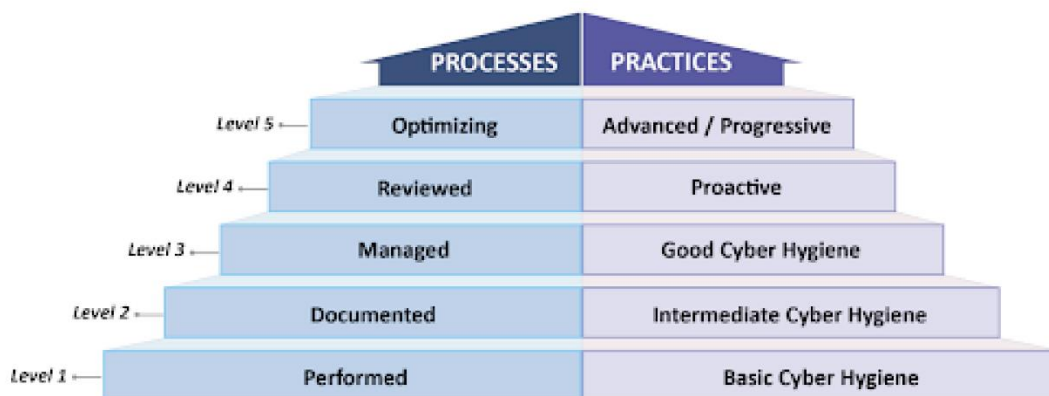 PROCESSES PRACTICES
Level 5 Optimizing Advanced / Progressive
Level 4 Reviewed Proactive
Level 3 Managed Good Cyber Hygiene
Level 2 Documented Intermediate Cyber Hygiene
Level 1 Performed Basic Cyber Hygiene